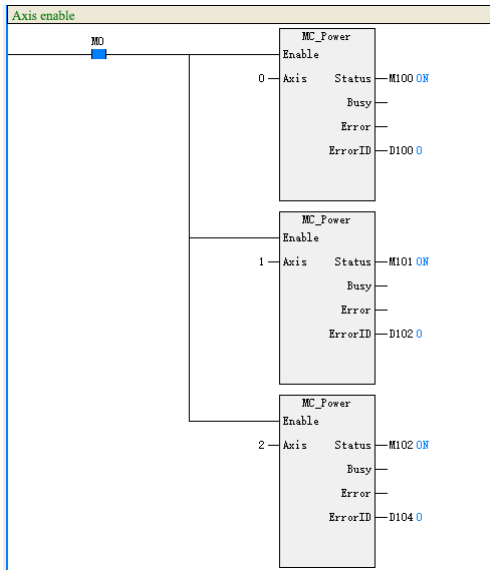 Axis enable
M0
MC_Power
Enable
0 Axis Status M100 ON
Busy
Error
ErrorID D100 0
MC_Power
Enable
1 Axis Status M101 ON
Busy
Error
ErrorID D102 0
MC_Power
Enable
2 Axis Status M102 ON
Busy
Error
ErrorID D104 0